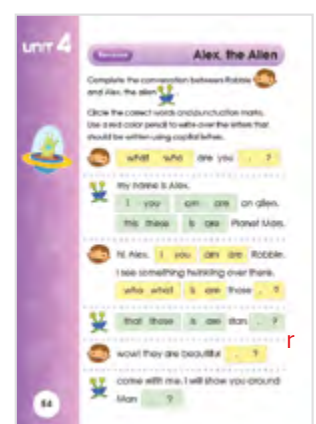 UNIT 4
Revision
Alex, the Alien
Complete the conversation between Robbie
and Alex, the alien
Circle the correct words and punctuation marks.
Use a red color pencil to write over the letters that
should be written using capital letters.
what who are you . ?
my name is Alex.
I you am are an alien.
this these is are Planet Mars.
hi Alex. I you am are Robbie.
I see something twinkling over there.
who what is are those . ?
that those is are stars . ?
wow! they are beautiful . ?
r
come with me. I will show you around
Mars ?
54